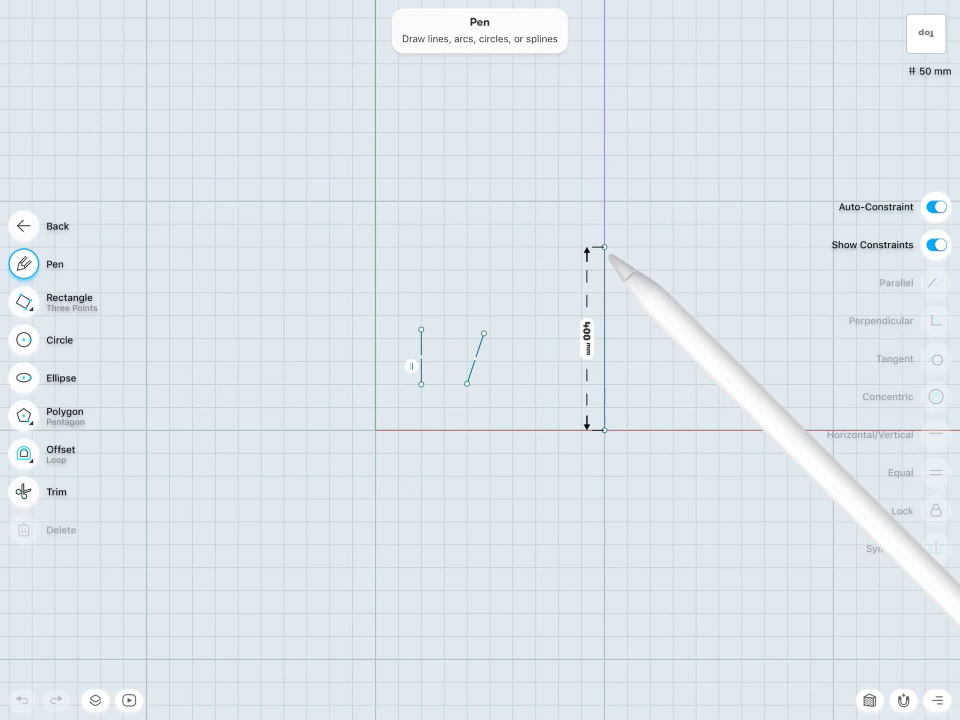 Pen
Draw lines, arcs, circles, or splines
Top
50 mm
Back
Pen
Rectangle
Three Points
Circle
Ellipse
Polygon
Pentagon
Offset
Loop
Trim
Delete
400 mm
Auto-Constraint
Show Constraints
Parallel
Perpendicular
Tangent
Concentric
Horizontal/Vertical
Equal
Lock